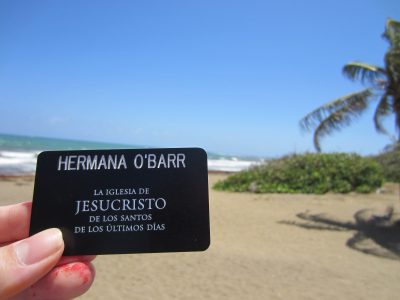 HERMANA O'BARR
LA IGLESIA DE
JESUCRISTO
DE LOS SANTOS
DE LOS ÚLTIMOS DÍAS